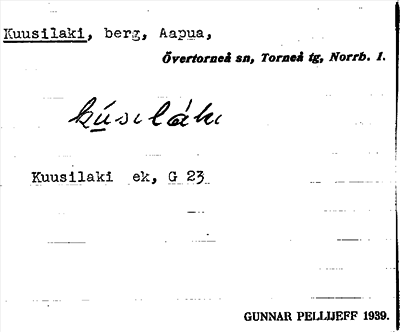 Kuusilaki, berg, Aapua,
Övertorneå sn, Torneå tg, Norrb. l.
kúsiláki
Kuusilaki ek, G 23
GUNNAR PELLIJEFF 1939.